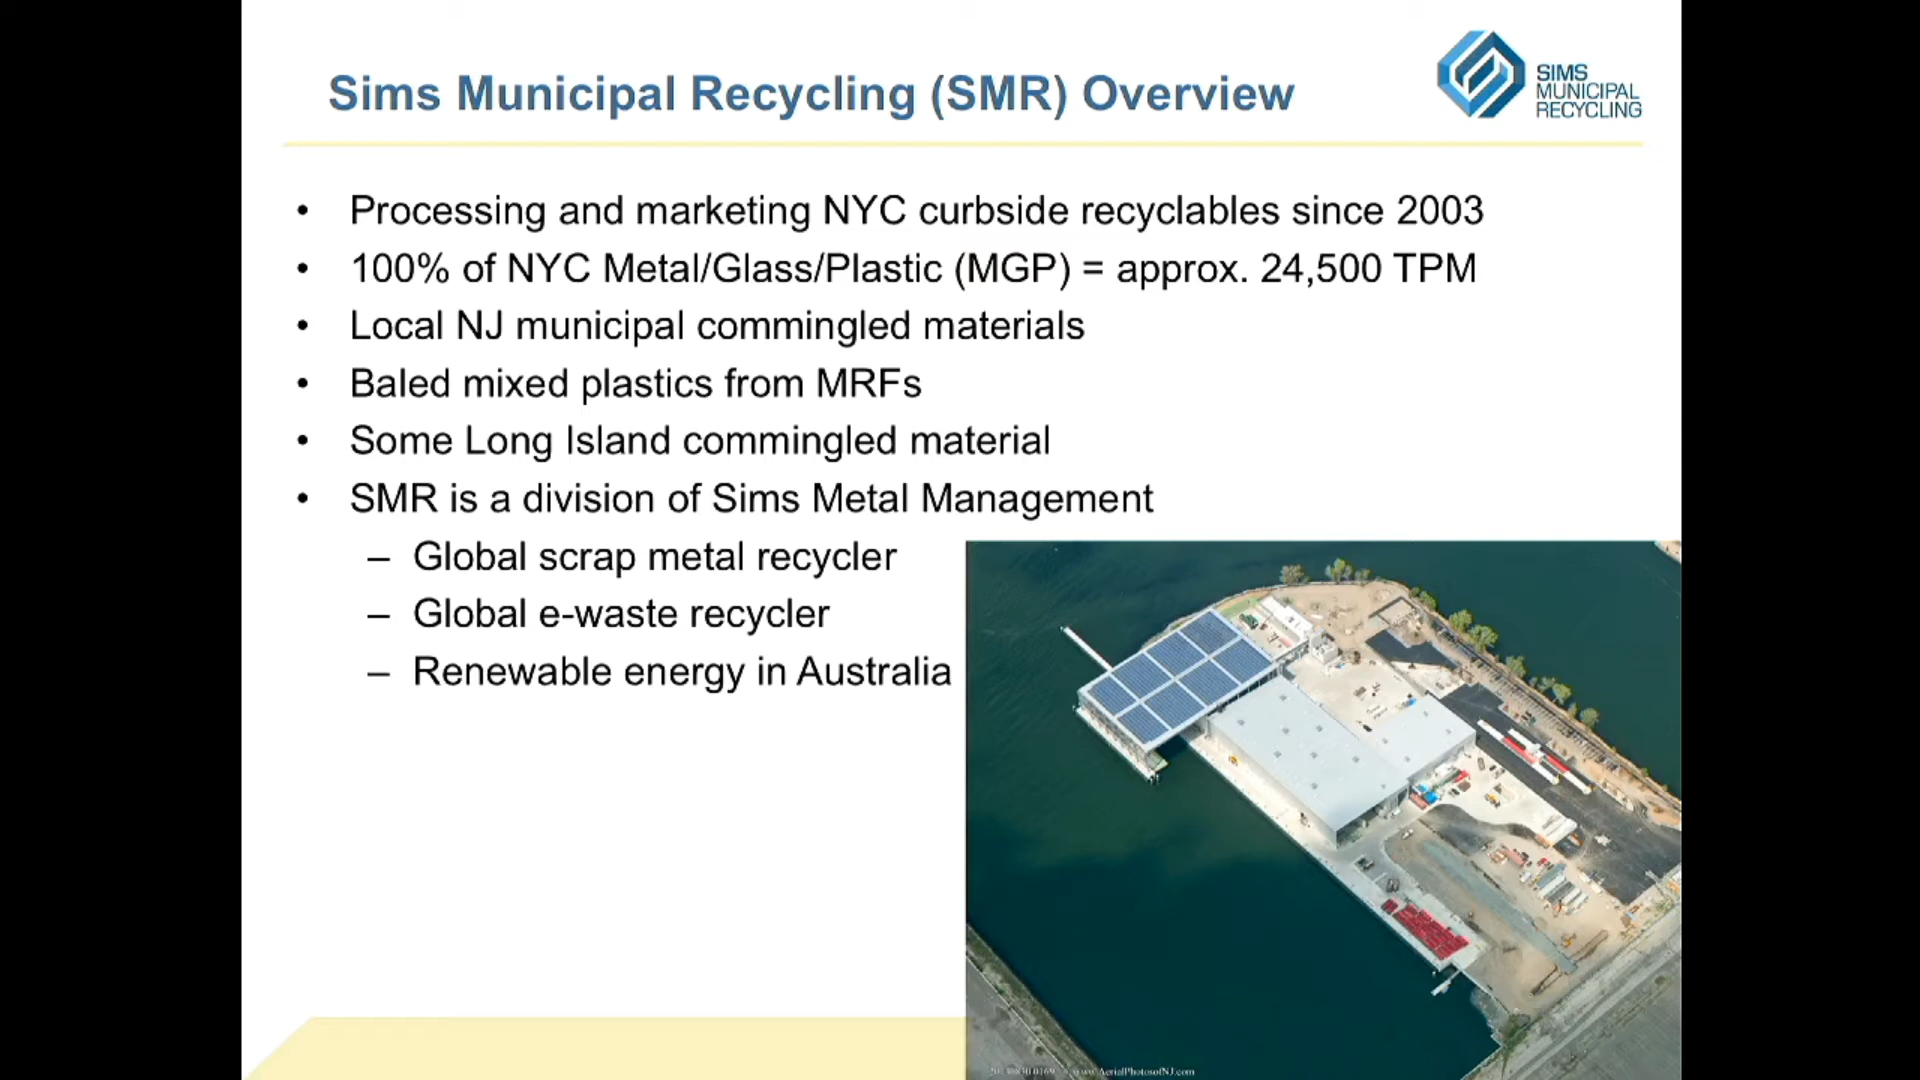 Sims Municipal Recycling (SMR) Overview
SIMS
MUNICIPAL
RECYCLING
• Processing and marketing NYC curbside recyclables since 2003
• 100% of NYC Metal/Glass/Plastic (MGP) = approx. 24,500 TPM
• Local NJ municipal commingled materials
• Baled mixed plastics from MRFs
• Some Long Island commingled material
• SMR is a division of Sims Metal Management
– Global scrap metal recycler
– Global e-waste recycler
– Renewable energy in Australia
AerialPhotosofNJ.com